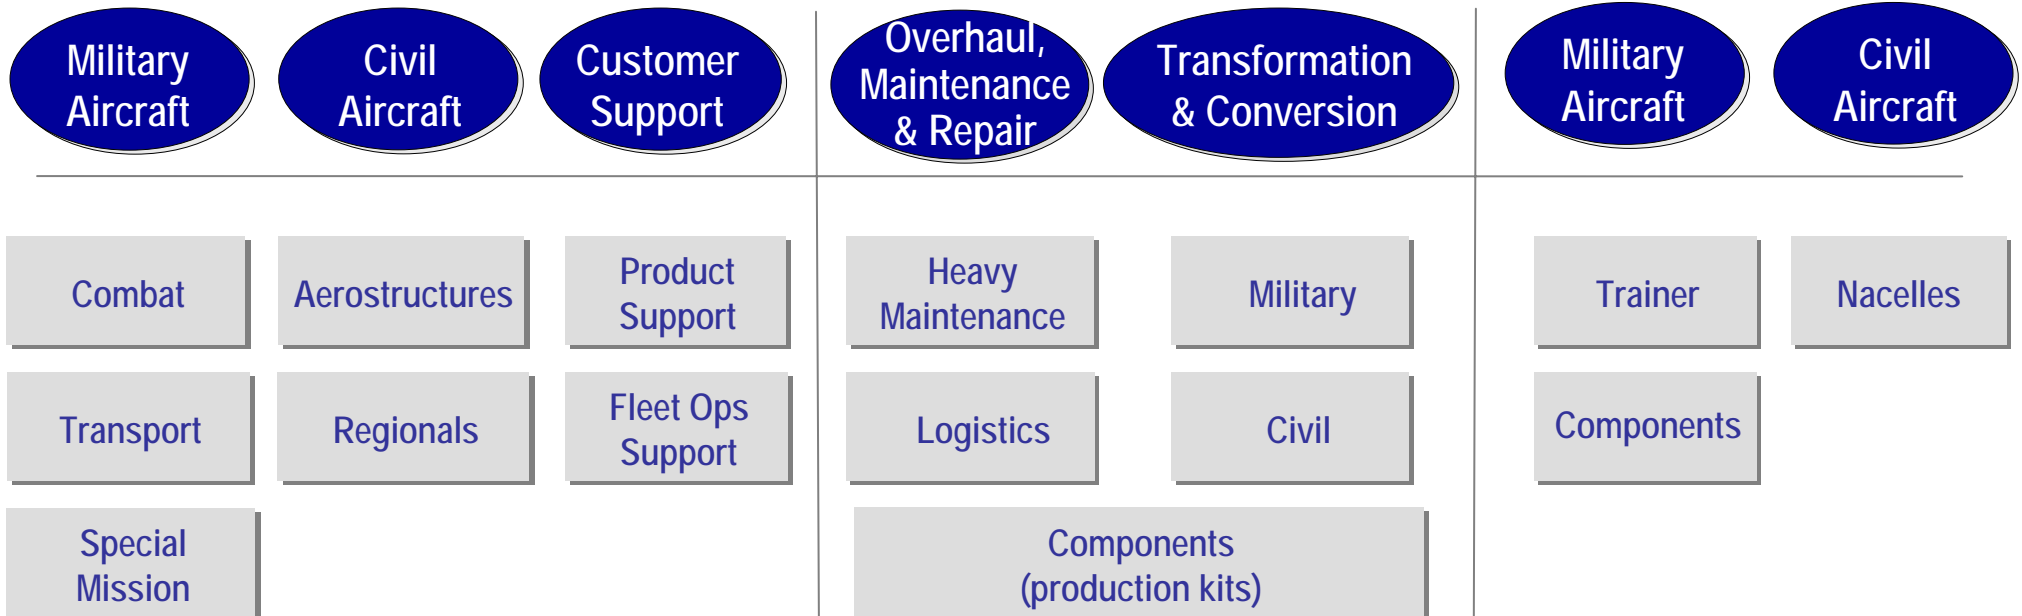 Military
Aircraft
Civil
Aircraft
Customer
Support
Overhaul,
Maintenance
& Repair
Transformation
& Conversion
Military
Aircraft
Civil
Aircraft
Combat
Aerostructures
Product
Support
Heavy
Maintenance
Military
Trainer
Nacelles
Transport
Regionals
Fleet Ops
Support
Logistics
Civil
Components
Special
Mission
Components
(production kits)